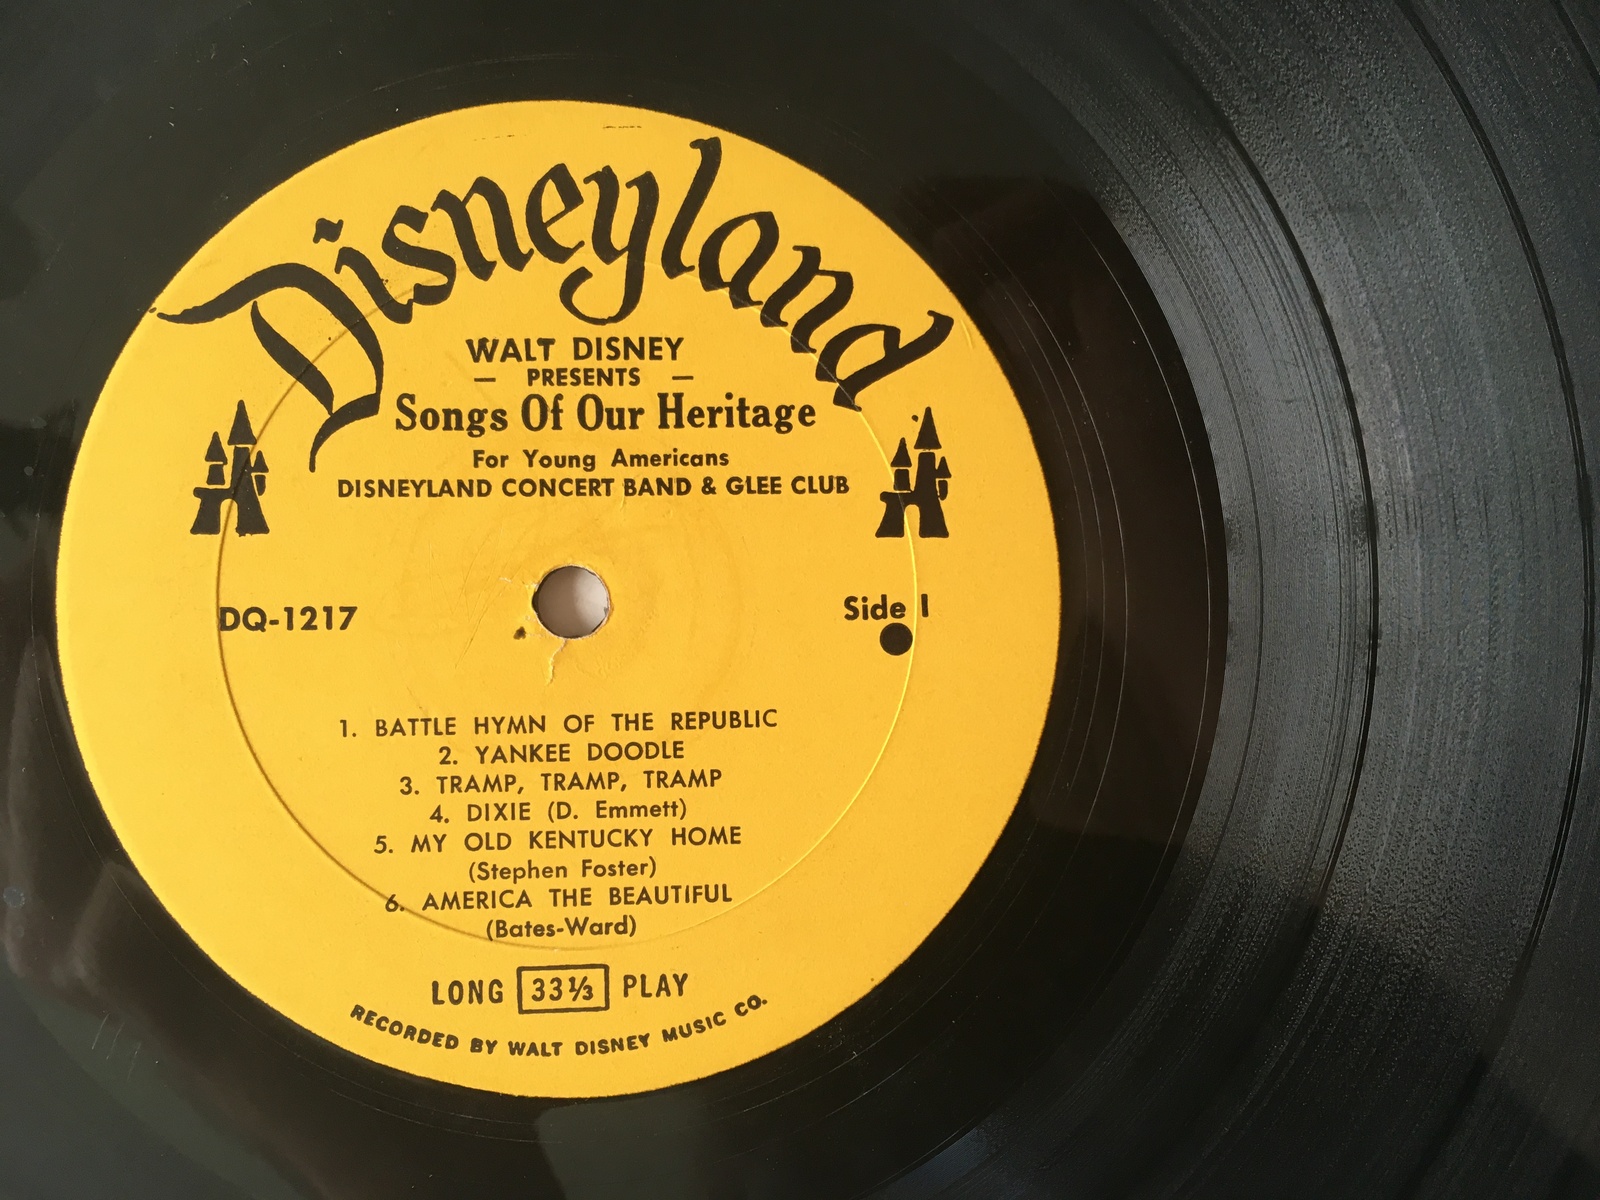 Disneyland
WALT DISNEY
— PRESENTS —
Songs Of Our Heritage
For Young Americans
DISNEYLAND CONCERT BAND & GLEE CLUB
DQ-1217
Side 1
1. BATTLE HYMN OF THE REPUBLIC
2. YANKEE DOODLE
3. TRAMP, TRAMP, TRAMP
4. DIXIE (D. Emmett)
5. MY OLD KENTUCKY HOME
(Stephen Foster)
6. AMERICA THE BEAUTIFUL
(Bates-Ward)
LONG 33⅓ PLAY
RECORDED BY WALT DISNEY MUSIC CO.